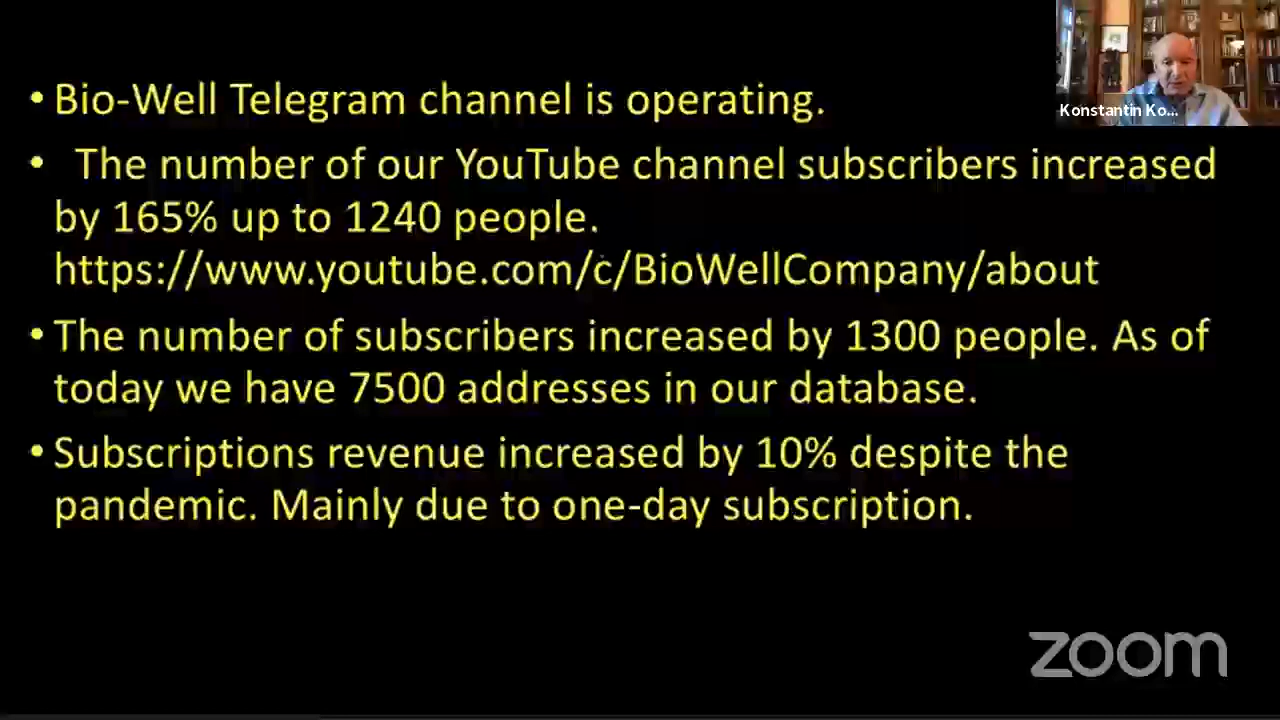 • Bio-Well Telegram channel is operating.
• The number of our YouTube channel subscribers increased
by 165% up to 1240 people.
https://www.youtube.com/c/BioWellCompany/about
• The number of subscribers increased by 1300 people. As of
today we have 7500 addresses in our database.
• Subscriptions revenue increased by 10% despite the
pandemic. Mainly due to one-day subscription.
Konstantin Ko...
zoom